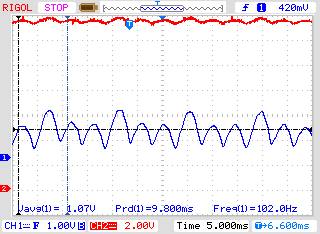 RIGOL STOP T f 1 420mV
T
1
2
Vavg(1)= 1.07V Prd(1)=9.800ms Freq(1)=102.0Hz
CH1 F 1.00V B CH2 2.00V Time 5.000ms T→6.600ms